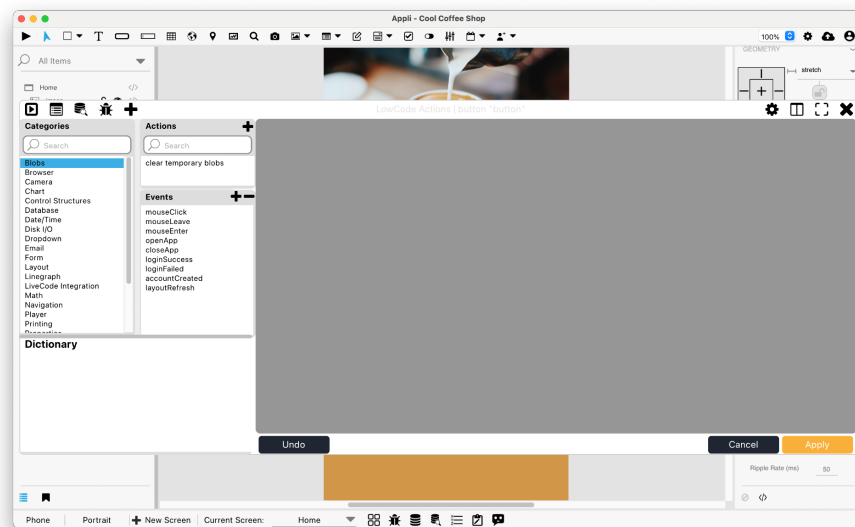 Appli - Cool Coffee Shop
T
100%
All Items
GEOMETRY
stretch
Home
LowCode Actions | button "button"
Categories
Actions
Search
Search
Blobs
Browser
Camera
Chart
Control Structures
Database
Date/Time
Disk I/O
Dropdown
Email
Form
Layout
Linegraph
LiveCode Integration
Math
Navigation
Player
Printing
Properties
clear temporary blobs
Events
mouseClick
mouseLeave
mouseEnter
openApp
closeApp
loginSuccess
loginFailed
accountCreated
layoutRefresh
Dictionary
Undo
Cancel
Apply
Ripple Rate (ms)
50
Phone
Portrait
New Screen
Current Screen:
Home